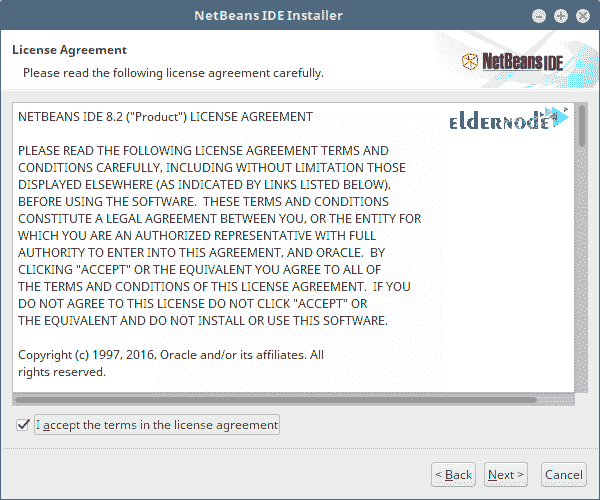 NetBeans IDE Installer
License Agreement
Please read the following license agreement carefully.
NetBeans IDE
NETBEANS IDE 8.2 ("Product") LICENSE AGREEMENT
ELDERNODE
PLEASE READ THE FOLLOWING LICENSE AGREEMENT TERMS AND
CONDITIONS CAREFULLY, INCLUDING WITHOUT LIMITATION THOSE
DISPLAYED ELSEWHERE (AS INDICATED BY LINKS LISTED BELOW),
BEFORE USING THE SOFTWARE.  THESE TERMS AND CONDITIONS
CONSTITUTE A LEGAL AGREEMENT BETWEEN YOU, OR THE ENTITY FOR
WHICH YOU ARE AN AUTHORIZED REPRESENTATIVE WITH FULL
AUTHORITY TO ENTER INTO THIS AGREEMENT, AND ORACLE.  BY
CLICKING "ACCEPT" OR THE EQUIVALENT YOU AGREE TO ALL OF
THE TERMS AND CONDITIONS OF THIS LICENSE AGREEMENT.  IF YOU
DO NOT AGREE TO THIS LICENSE DO NOT CLICK "ACCEPT" OR
THE EQUIVALENT AND DO NOT INSTALL OR USE THIS SOFTWARE.
Copyright (c) 1997, 2016, Oracle and/or its affiliates. All
rights reserved.
I accept the terms in the license agreement
< Back
Next >
Cancel